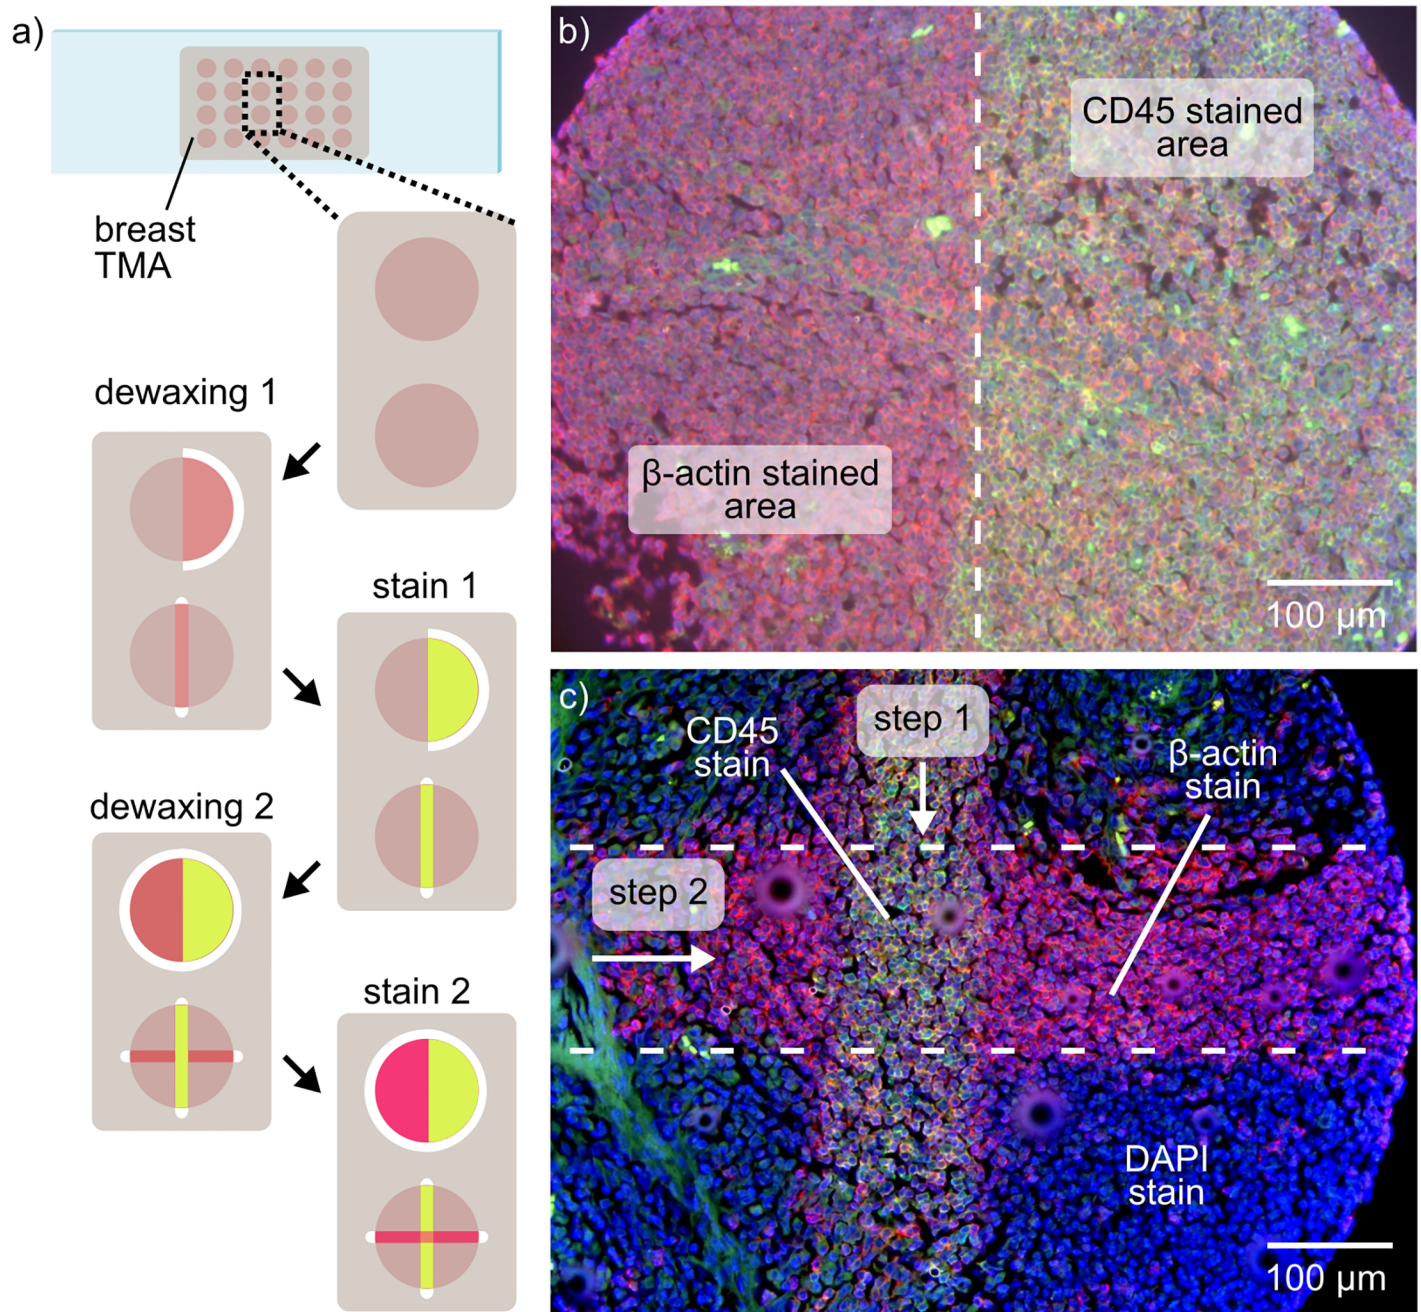 a)
breast
TMA
dewaxing 1
stain 1
dewaxing 2
stain 2
b)
CD45 stained
area
β-actin stained
area
100 μm
c)
CD45
stain
step 1
β-actin
stain
step 2
DAPI
stain
100 μm